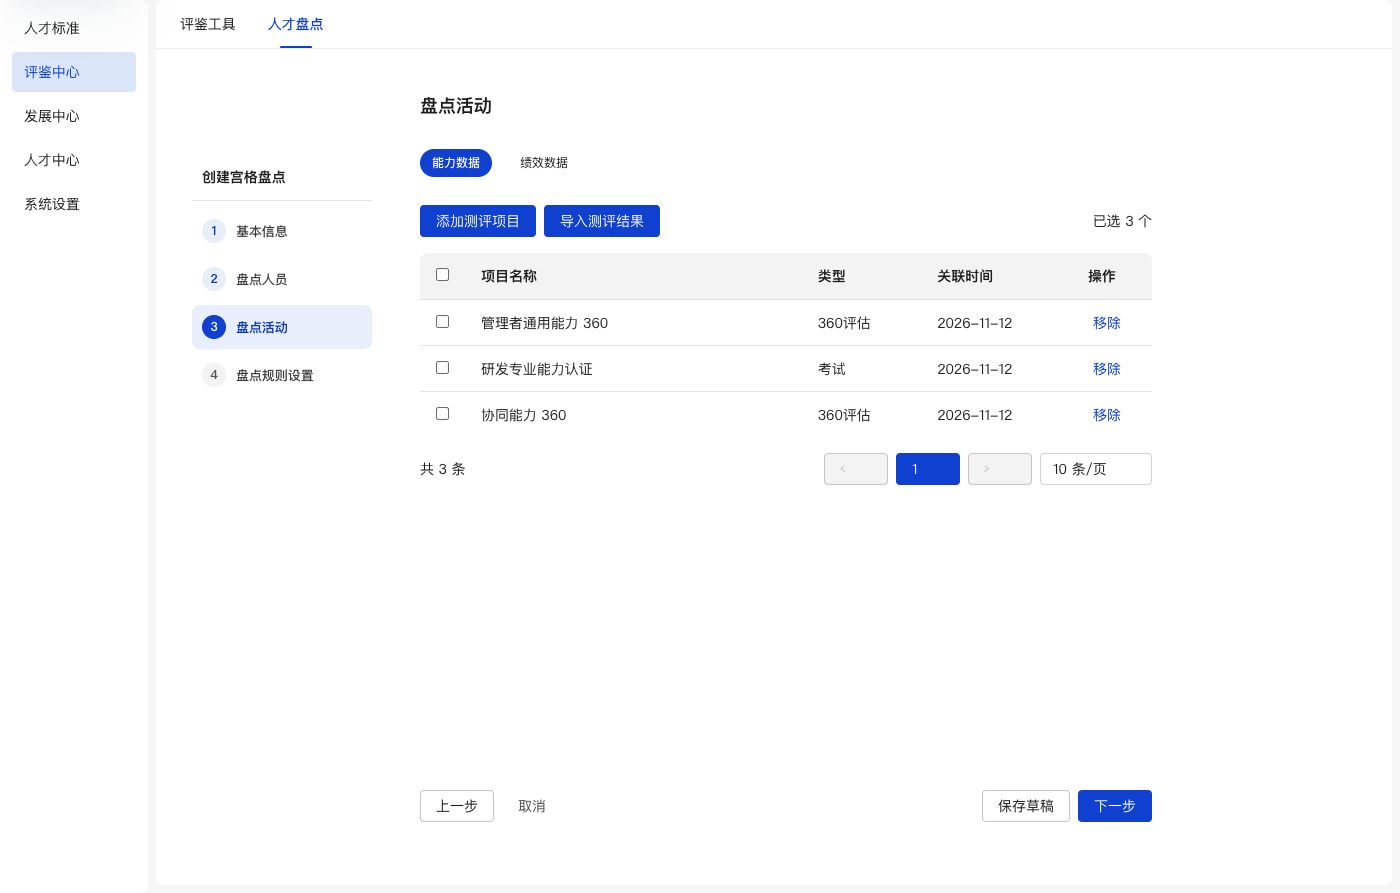 人才标准
评鉴中心
发展中心
人才中心
系统设置
评鉴工具 人才盘点
创建宫格盘点
1 基本信息
2 盘点人员
3 盘点活动
4 盘点规则设置
盘点活动
能力数据 绩效数据
添加测评项目 导入测评结果 已选 3 个
项目名称 类型 关联时间 操作
管理者通用能力 360 360评估 2026-11-12 移除
研发专业能力认证 考试 2026-11-12 移除
协同能力 360 360评估 2026-11-12 移除
共 3 条 < 1 > 10 条/页
上一步 取消 保存草稿 下一步